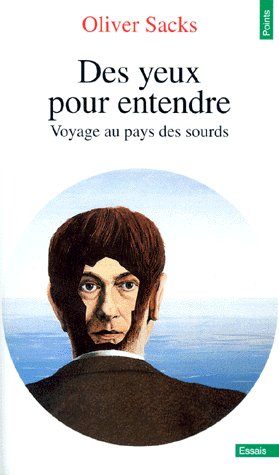 Oliver Sacks
Points
Des yeux
pour entendre
Voyage au pays des sourds
Essais